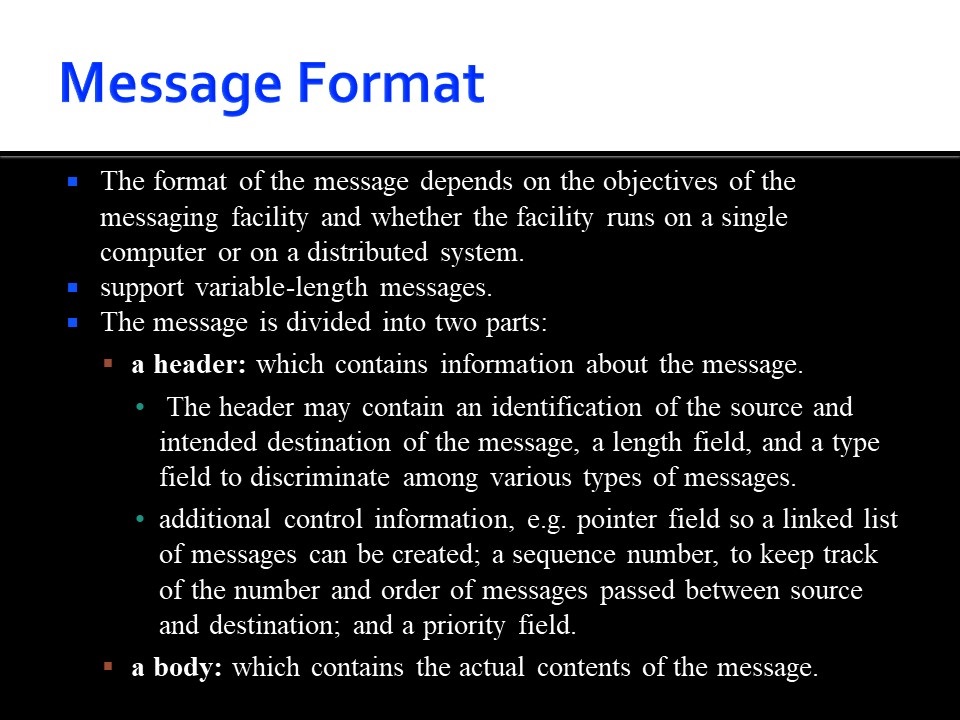 Message Format
▪ The format of the message depends on the objectives of the
messaging facility and whether the facility runs on a single
computer or on a distributed system.
▪ support variable-length messages.
▪ The message is divided into two parts:
▪ a header: which contains information about the message.
• The header may contain an identification of the source and
intended destination of the message, a length field, and a type
field to discriminate among various types of messages.
• additional control information, e.g. pointer field so a linked list
of messages can be created; a sequence number, to keep track
of the number and order of messages passed between source
and destination; and a priority field.
▪ a body: which contains the actual contents of the message.